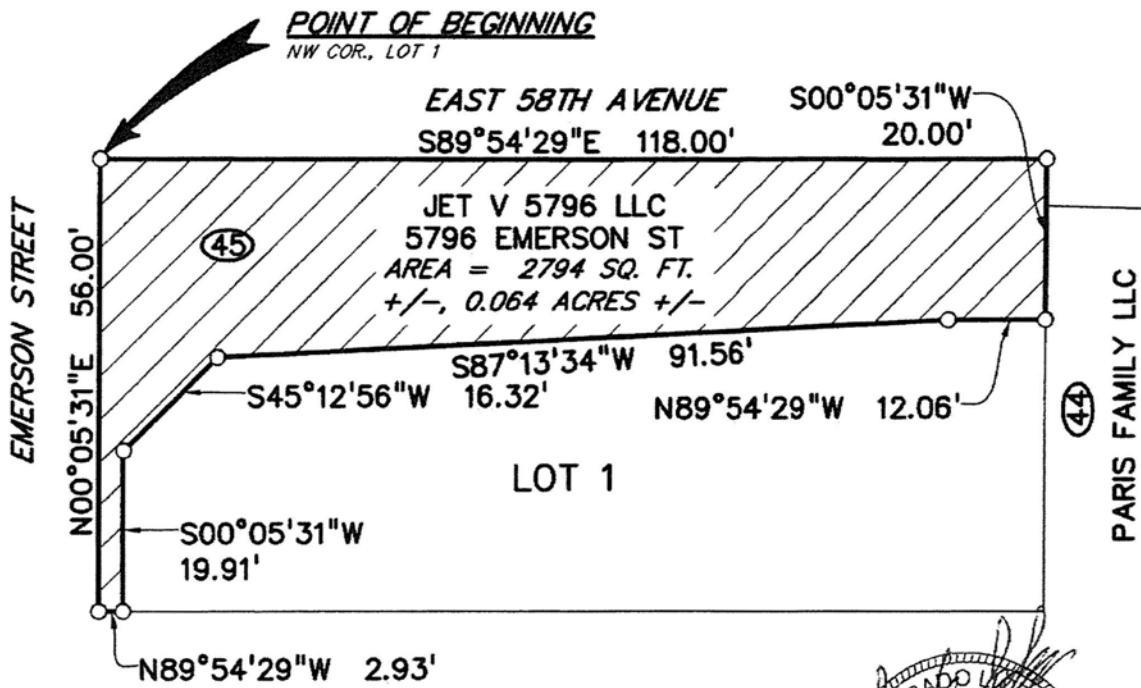 POINT OF BEGINNING
NW COR., LOT 1
EAST 58TH AVENUE
S89°54'29"E 118.00'
S00°05'31"W
20.00'
EMERSON STREET
N00°05'31"E 56.00'
45
JET V 5796 LLC
5796 EMERSON ST
AREA = 2794 SQ. FT.
+/-, 0.064 ACRES +/-
S87°13'34"W 91.56'
S45°12'56"W 16.32'
N89°54'29"W 12.06'
44
PARIS FAMILY LLC
LOT 1
S00°05'31"W
19.91'
N89°54'29"W 2.93'